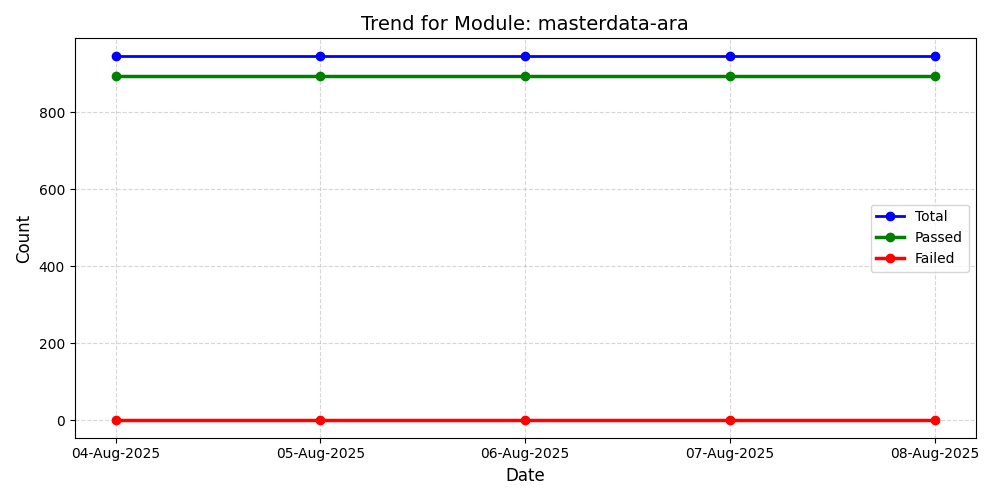 Trend for Module: masterdata-ara
Count
800
600
400
200
0
Total
Passed
Failed
04-Aug-2025
05-Aug-2025
06-Aug-2025
07-Aug-2025
08-Aug-2025
Date